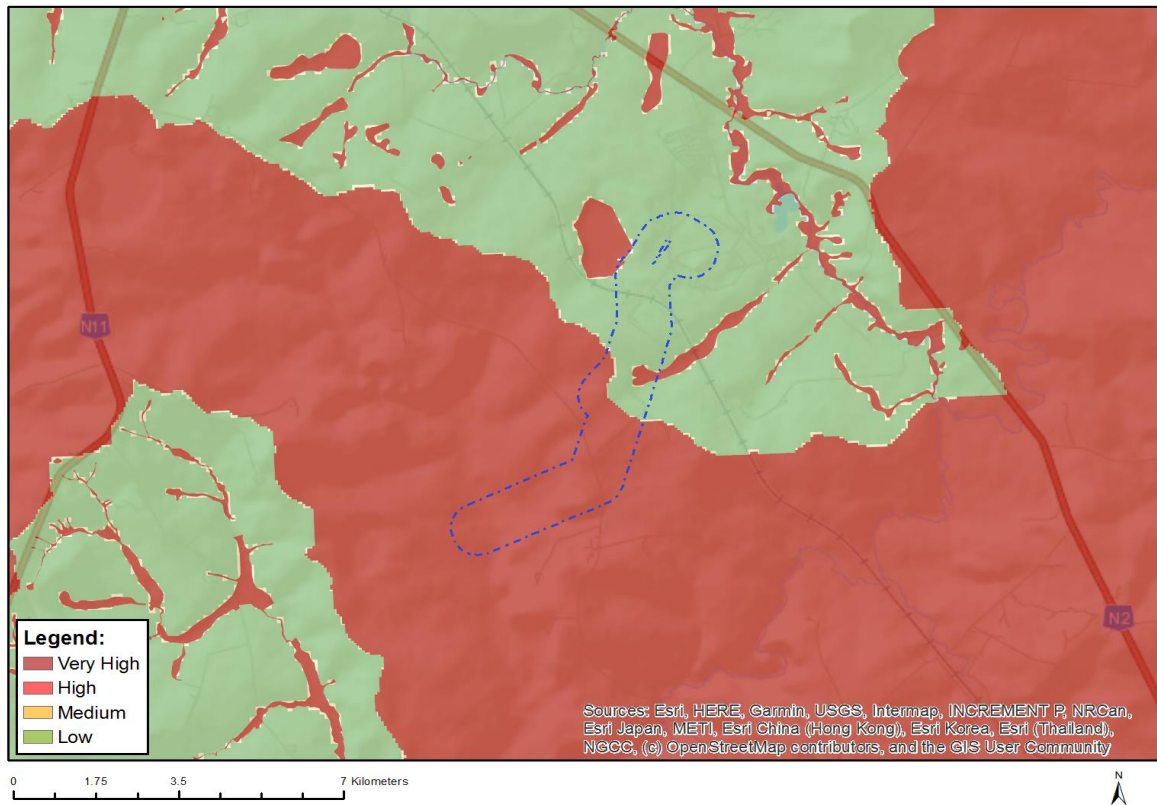 N11
N2
Legend:
Very High
High
Medium
Low
Sources: Esri, HERE, Garmin, USGS, Intermap, INCREMENT P, NRCan,
Esri Japan, METI, Esri China (Hong Kong), Esri Korea, Esri (Thailand),
NGCC, (c) OpenStreetMap contributors, and the GIS User Community
0 1.75 3.5 7 Kilometers
N